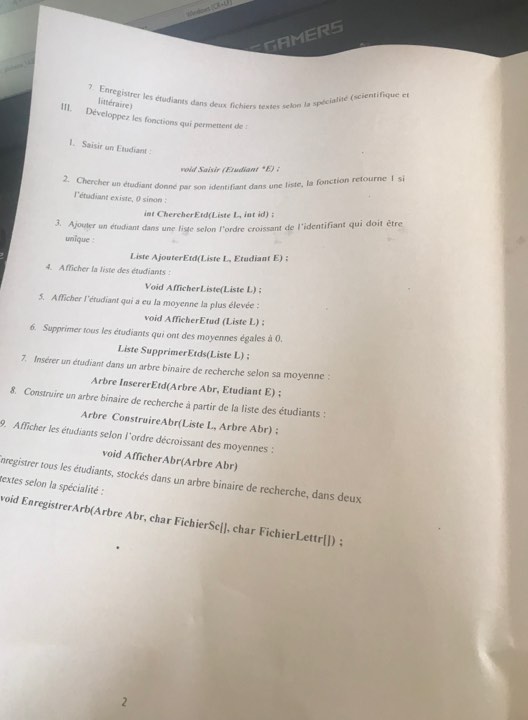 GAMERS
7. Enregistrer les étudiants dans deux fichiers textes selon la spécialité (scientifique et
littéraire)
III. Développez les fonctions qui permettent de :
1. Saisir un Etudiant :
void Saisir (Etudiant *E) ;
2. Chercher un étudiant donné par son identifiant dans une liste, la fonction retourne 1 si
l'étudiant existe, 0 sinon :
int ChercherEtd(Liste L, int id) ;
3. Ajouter un étudiant dans une liste selon l'ordre croissant de l'identifiant qui doit être
unique :
Liste AjouterEtd(Liste L, Etudiant E) ;
4. Afficher la liste des étudiants :
Void AfficherListe(Liste L) ;
5. Afficher l'étudiant qui a eu la moyenne la plus élevée :
void AfficherEtud (Liste L) ;
6. Supprimer tous les étudiants qui ont des moyennes égales à 0.
Liste SupprimerEtds(Liste L) ;
7. Insérer un étudiant dans un arbre binaire de recherche selon sa moyenne :
Arbre InsererEtd(Arbre Abr, Etudiant E) ;
8. Construire un arbre binaire de recherche à partir de la liste des étudiants :
Arbre ConstruireAbr(Liste L, Arbre Abr) ;
9. Afficher les étudiants selon l'ordre décroissant des moyennes :
void AfficherAbr(Arbre Abr)
nregistrer tous les étudiants, stockés dans un arbre binaire de recherche, dans deux
textes selon la spécialité :
void EnregistrerArb(Arbre Abr, char FichierSc[], char FichierLettr[]) ;
2